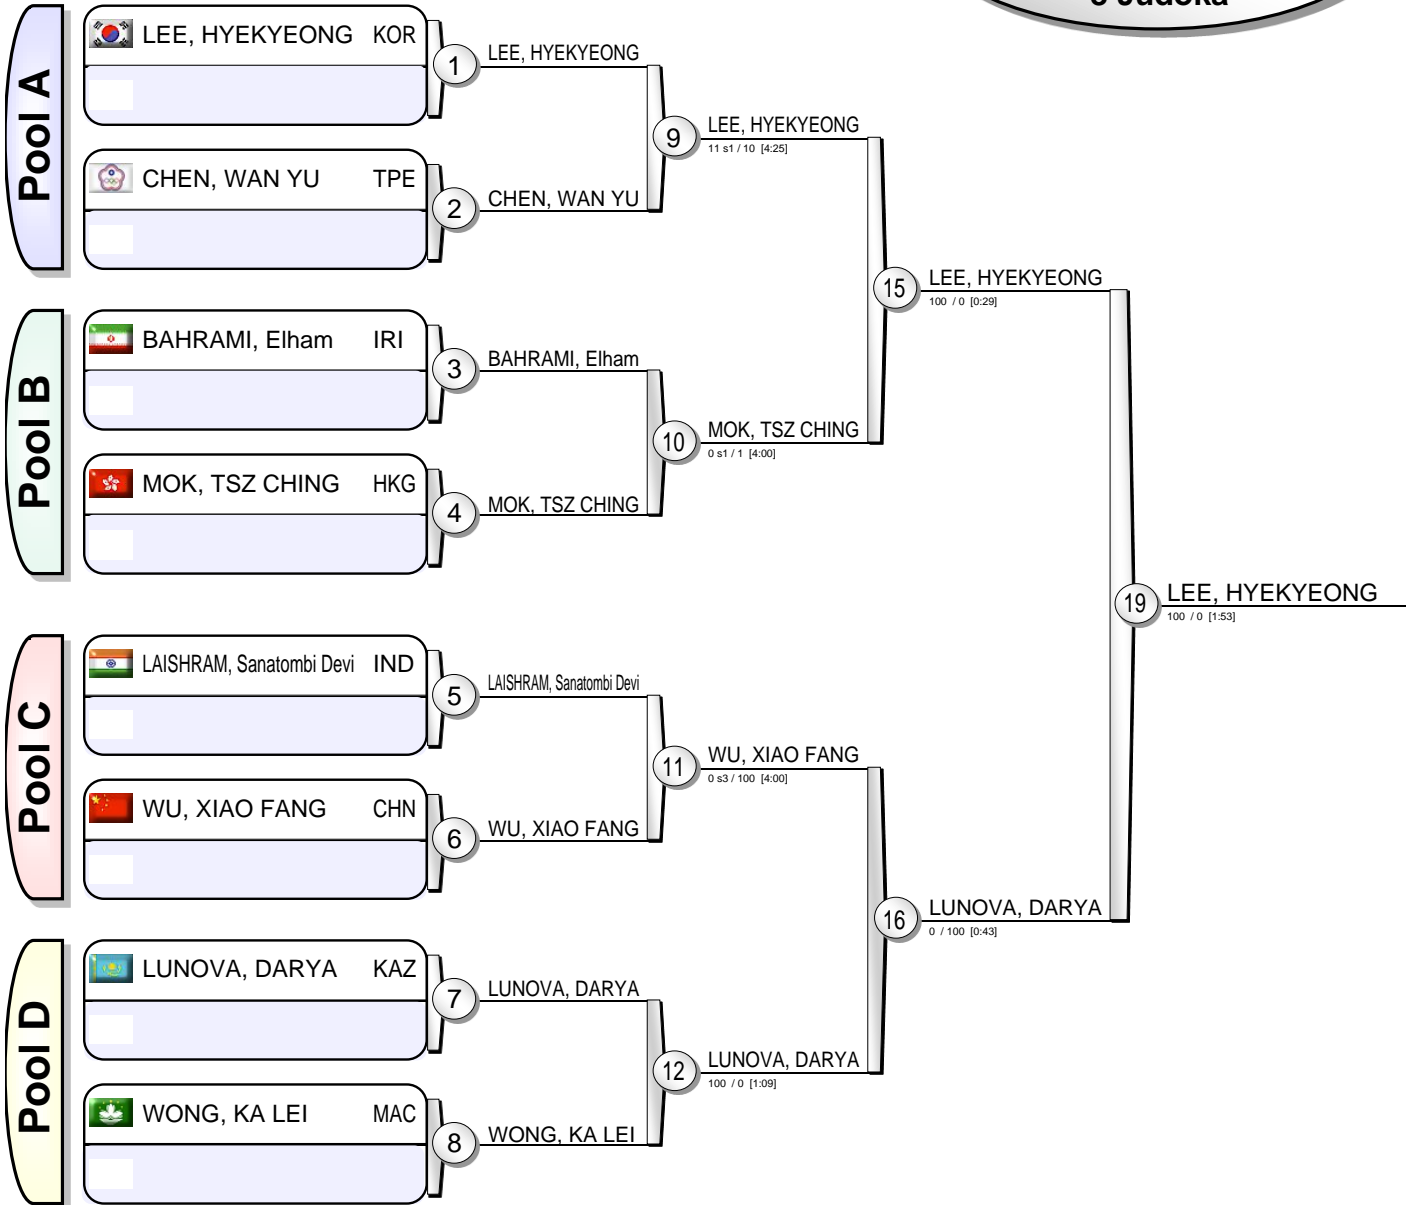 8 Judoka
Pool A
LEE, HYEKYEONG KOR
1
LEE, HYEKYEONG
CHEN, WAN YU TPE
2
CHEN, WAN YU
9
LEE, HYEKYEONG
11 s1 / 10 [4:25]
Pool B
BAHRAMI, Elham IRI
3
BAHRAMI, Elham
MOK, TSZ CHING HKG
4
MOK, TSZ CHING
10
MOK, TSZ CHING
0 s1 / 1 [4:00]
15
LEE, HYEKYEONG
100 / 0 [0:29]
Pool C
LAISHRAM, Sanatombi Devi IND
5
LAISHRAM, Sanatombi Devi
WU, XIAO FANG CHN
6
WU, XIAO FANG
11
WU, XIAO FANG
0 s3 / 100 [4:00]
Pool D
LUNOVA, DARYA KAZ
7
LUNOVA, DARYA
WONG, KA LEI MAC
8
WONG, KA LEI
12
LUNOVA, DARYA
100 / 0 [1:09]
16
LUNOVA, DARYA
0 / 100 [0:43]
19
LEE, HYEKYEONG
100 / 0 [1:53]